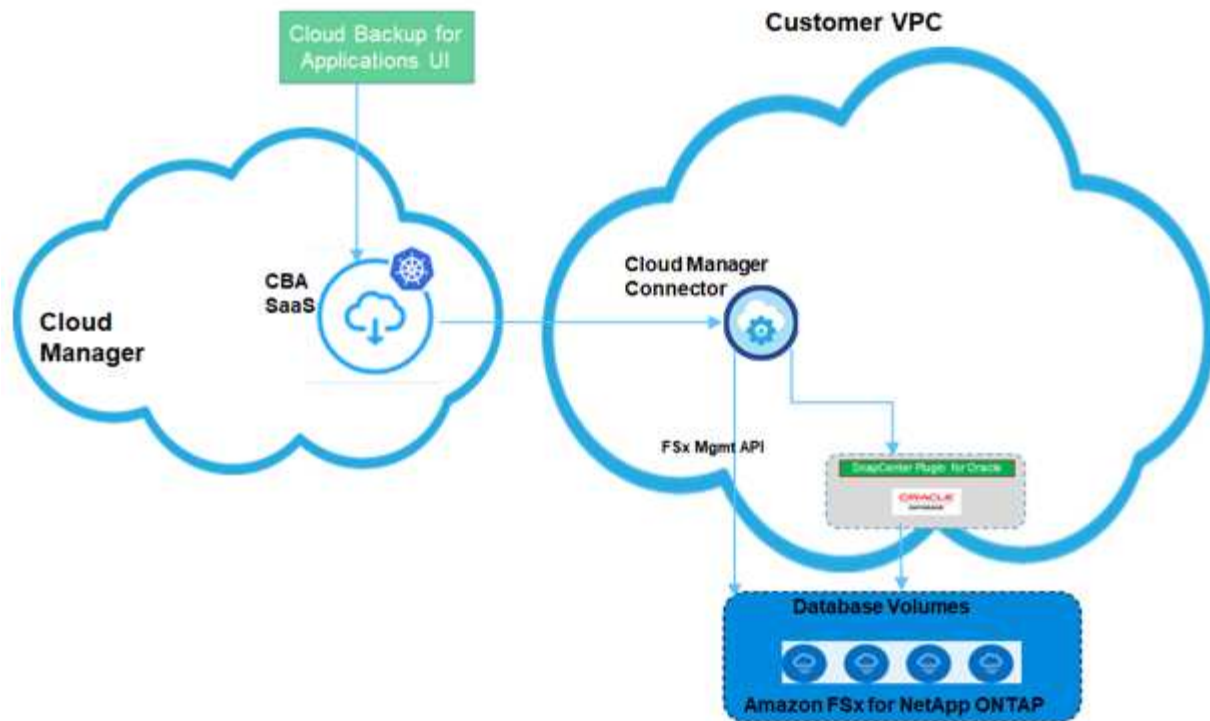 Cloud Backup for
Applications UI
Customer VPC
CBA
SaaS
Cloud
Manager
Cloud Manager
Connector
FSx Mgmt API
SnapCenter Plugin for Oracle
ORACLE
DATABASE
Database Volumes
Amazon FSx for NetApp ONTAP